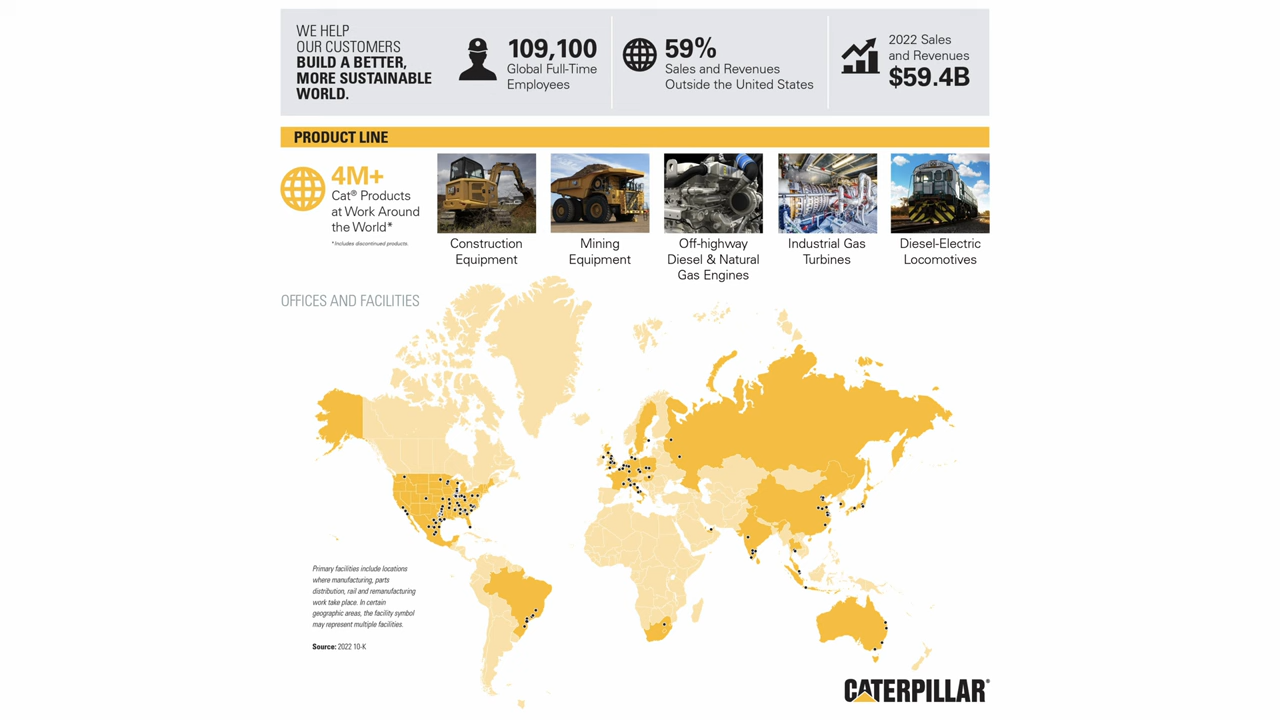 WE HELP
OUR CUSTOMERS
BUILD A BETTER,
MORE SUSTAINABLE
WORLD.
109,100
Global Full-Time
Employees
59%
Sales and Revenues
Outside the United States
2022 Sales
and Revenues
$59.4B
PRODUCT LINE
4M+
Cat® Products
at Work Around
the World*
*Includes discontinued products.
Construction
Equipment
Mining
Equipment
Off-highway
Diesel & Natural
Gas Engines
Industrial Gas
Turbines
Diesel-Electric
Locomotives
OFFICES AND FACILITIES
Primary facilities include locations
where manufacturing, parts
distribution, rail and remanufacturing
work take place. In certain
geographic areas, the facility symbol
may represent multiple facilities.
Source: 2022 10-K
CATERPILLAR®